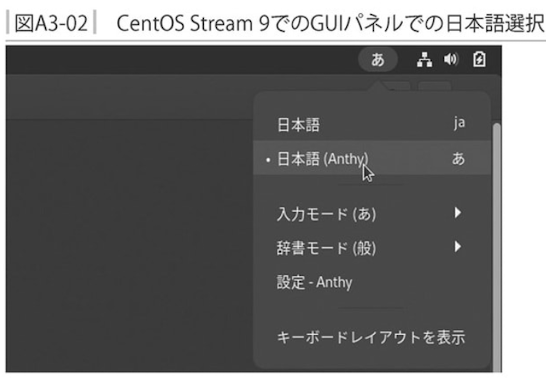 図A3-02 CentOS Stream 9でのGUIパネルでの日本語選択
あ
日本語 ja
・日本語 (Anthy) あ
入力モード (あ)
辞書モード (般)
設定 - Anthy
キーボードレイアウトを表示